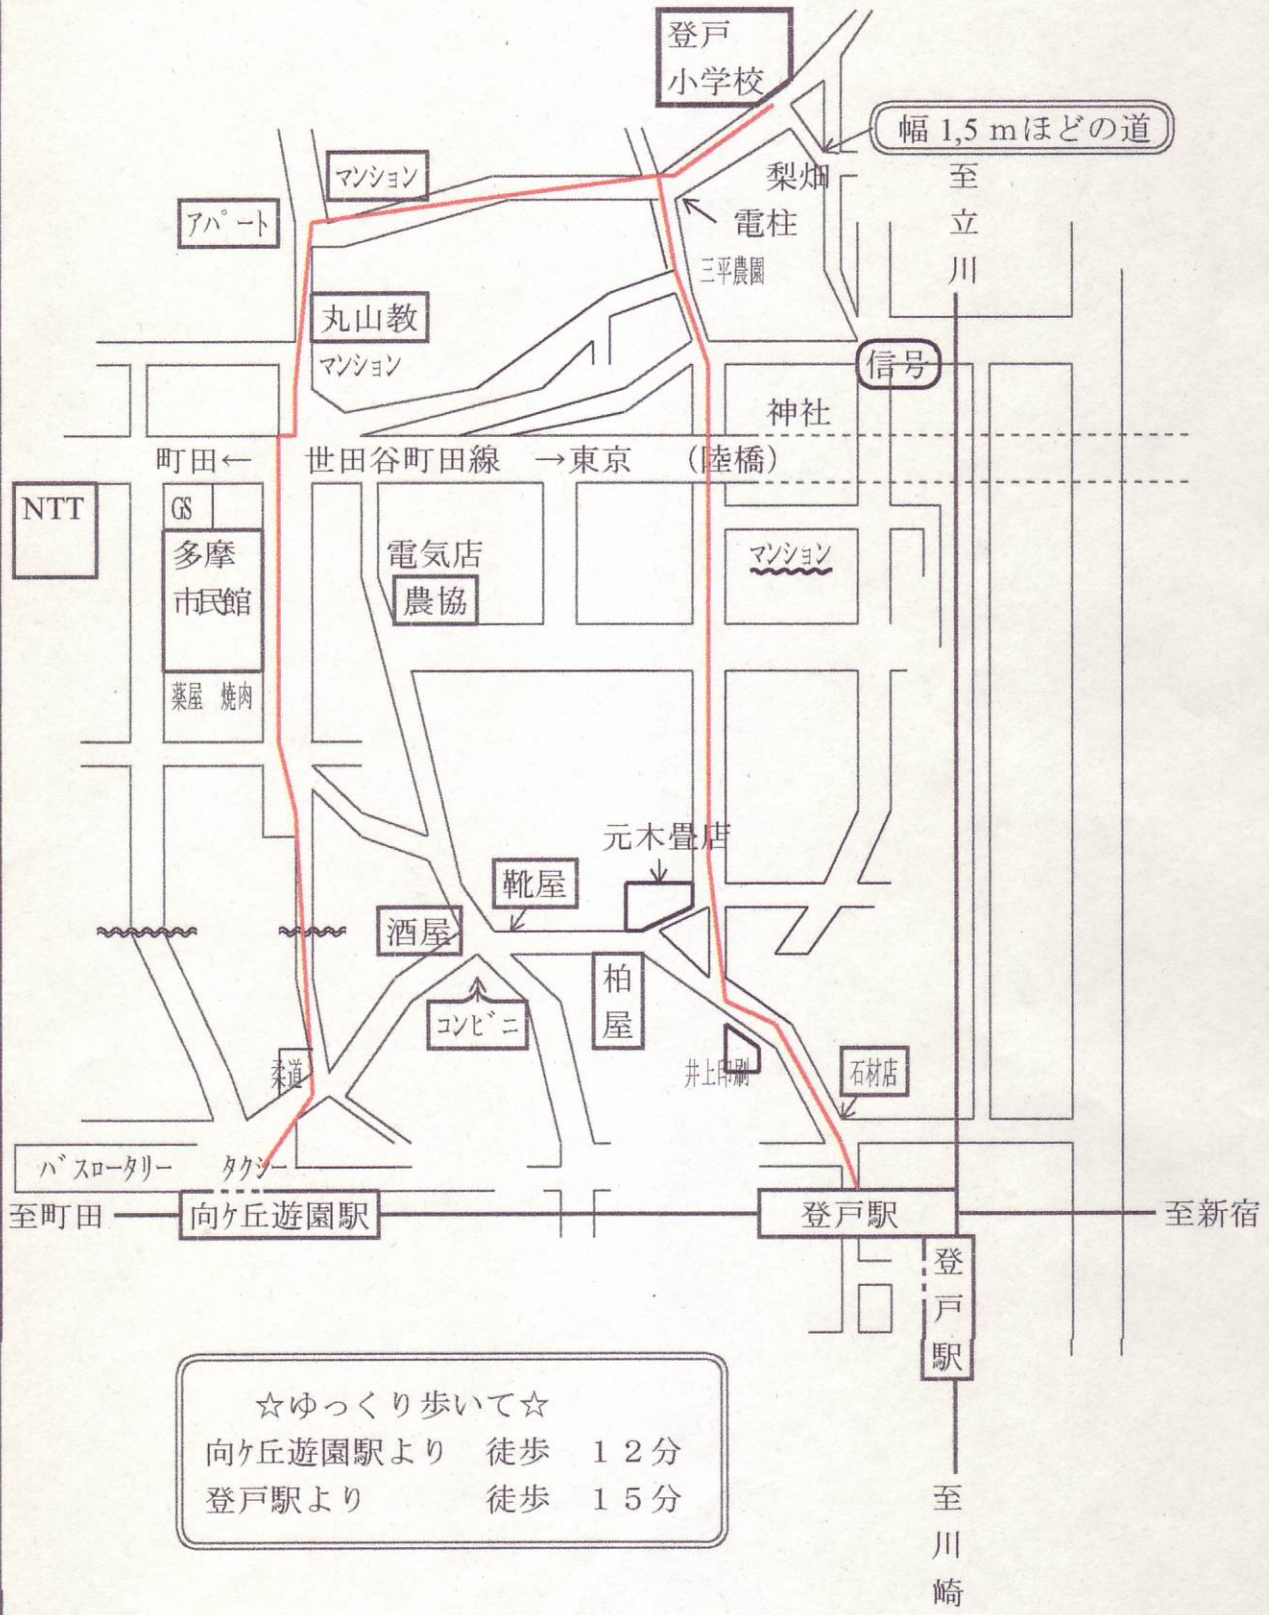 登戸
小学校
幅 1,5 mほどの道
マンション
梨畑
至立川
アパート
電柱
三平農園
丸山教
マンション
信号
神社
町田← 世田谷町田線 →東京 (陸橋)
NTT
GS
多摩
市民館
電気店
農協
マンション
薬屋 焼肉
元木畳店
靴屋
酒屋
柏屋
コンビニ
柔道
井上印刷
石材店
バスロータリー タクシー
至町田
向ケ丘遊園駅
登戸駅
至新宿
登戸駅
☆ゆっくり歩いて☆
向ケ丘遊園駅より 徒歩 12分
登戸駅より 徒歩 15分
至川崎